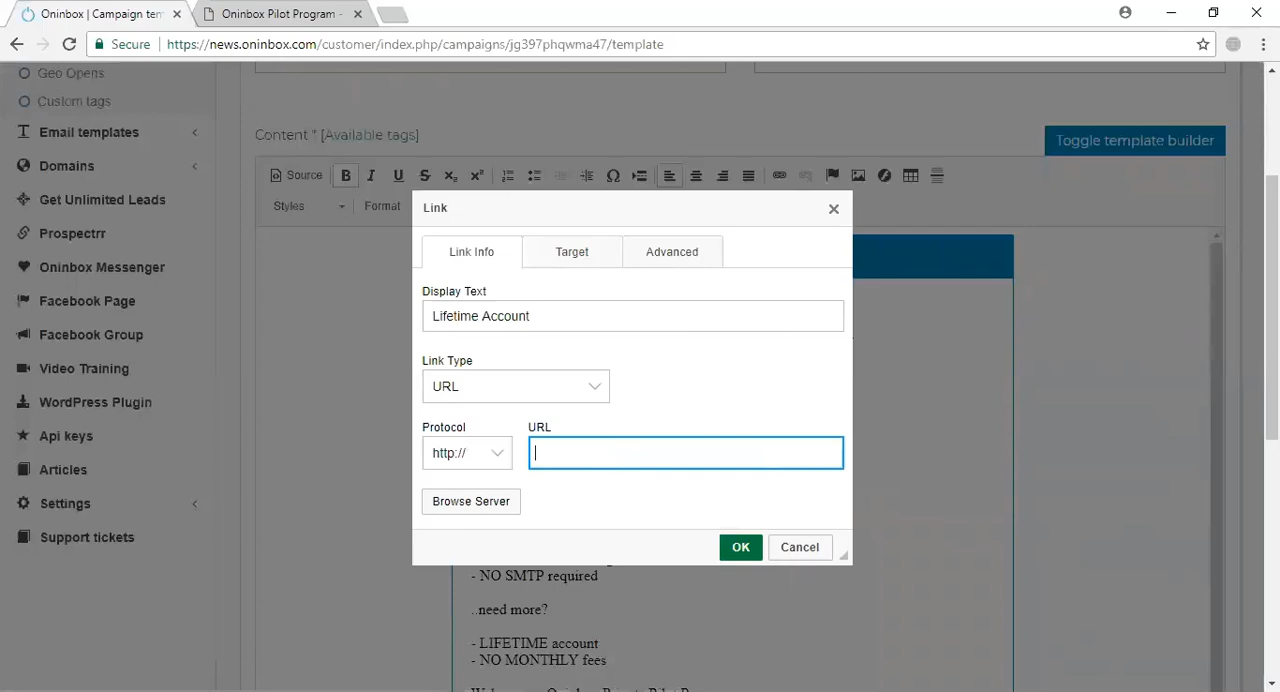 Oninbox | Campaign tem
Oninbox Pilot Program -
Secure
https://news.oninbox.com/customer/index.php/campaigns/jg397phqwma47/template
Geo Opens
Custom tags
Email templates
Domains
Get Unlimited Leads
Prospectrr
Oninbox Messenger
Facebook Page
Facebook Group
Video Training
WordPress Plugin
Api keys
Articles
Settings
Support tickets
Content * [Available tags]
Toggle template builder
Source
Styles
Format
Link
Link Info
Target
Advanced
Display Text
Lifetime Account
Link Type
URL
Protocol
URL
http://
Browse Server
OK
Cancel
- NO SMTP required
..need more?
- LIFETIME account
- NO MONTHLY fees